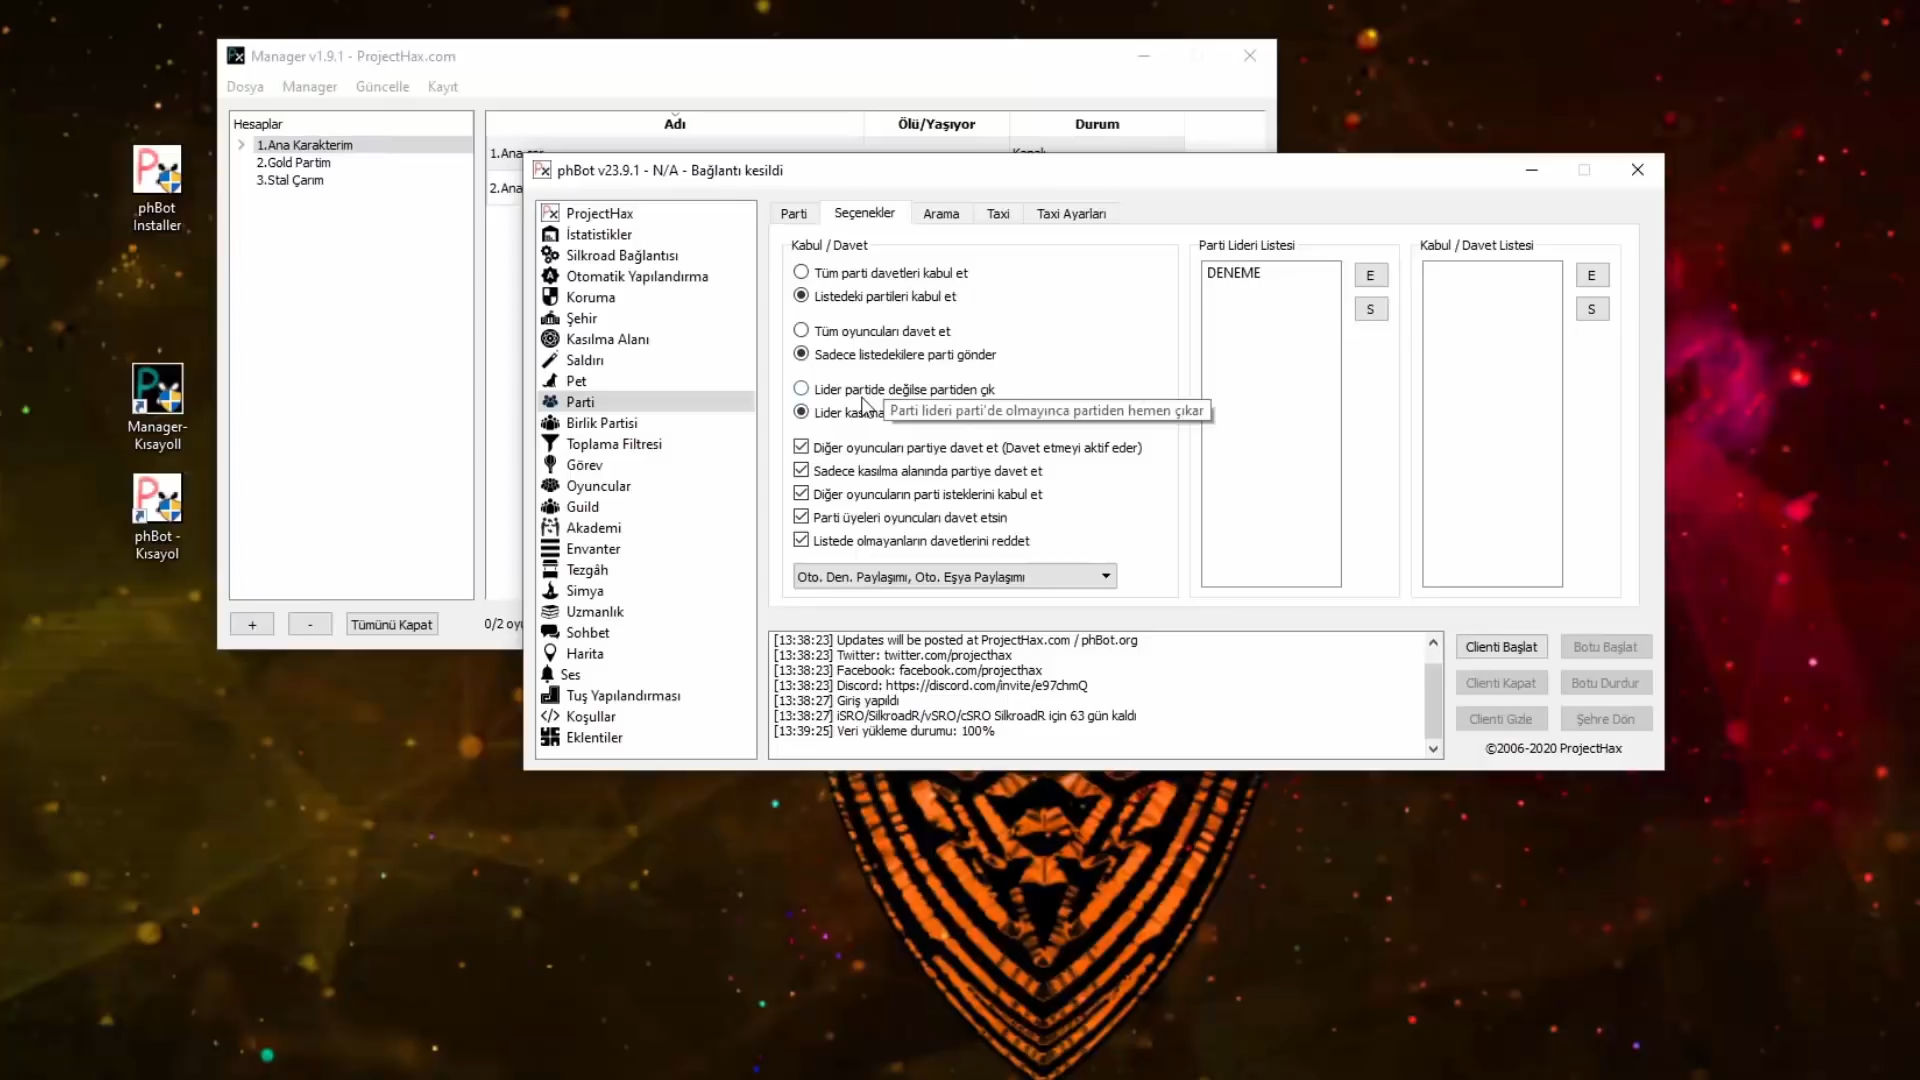 phBot
Installer
Manager-
Kısayoll
phBot -
Kısayol
Manager v1.9.1 - ProjectHax.com
Dosya
Manager
Güncelle
Kayıt
Hesaplar
1.Ana Karakterim
2.Gold Partim
3.Stal Çarım
Adı
Ölü/Yaşıyor
Durum
1.Ana
2.Ana
+
-
Tümünü Kapat
0/2
phBot v23.9.1 - N/A - Bağlantı kesildi
ProjectHax
İstatistikler
Silkroad Bağlantısı
Otomatik Yapılandırma
Koruma
Şehir
Kasılma Alanı
Saldırı
Pet
Parti
Birlik Partisi
Toplama Filtresi
Görev
Oyuncular
Guild
Akademi
Envanter
Tezgâh
Simya
Uzmanlık
Sohbet
Harita
Ses
Tuş Yapılandırması
Koşullar
Eklentiler
Parti
Seçenekler
Arama
Taxi
Taxi Ayarları
Kabul / Davet
Tüm parti davetleri kabul et
Listedeki partileri kabul et
Tüm oyuncuları davet et
Sadece listedekilere parti gönder
Lider partide değilse partiden çık
Lider
Parti lideri parti'de olmayınca partiden hemen çıkar
Diğer oyuncuları partiye davet et (Davet etmeyi aktif eder)
Sadece kasılma alanında partiye davet et
Diğer oyuncuların parti isteklerini kabul et
Parti üyeleri oyuncuları davet etsin
Listede olmayanların davetlerini reddet
Oto. Den. Paylaşımı, Oto. Eşya Paylaşımı
Parti Lideri Listesi
DENEME
E
S
Kabul / Davet Listesi
E
S
[13:38:23] Updates will be posted at ProjectHax.com / phBot.org
[13:38:23] Twitter: twitter.com/projecthax
[13:38:23] Facebook: facebook.com/projecthax
[13:38:23] Discord: https://discord.com/invite/e97chmQ
[13:38:27] Giriş yapıldı
[13:38:27] iSRO/SilkroadR/vSRO/cSRO SilkroadR için 63 gün kaldı
[13:39:25] Veri yükleme durumu: 100%
Clienti Başlat
Botu Başlat
Clienti Kapat
Botu Durdur
Clienti Gizle
Şehre Dön
©2006-2020 ProjectHax